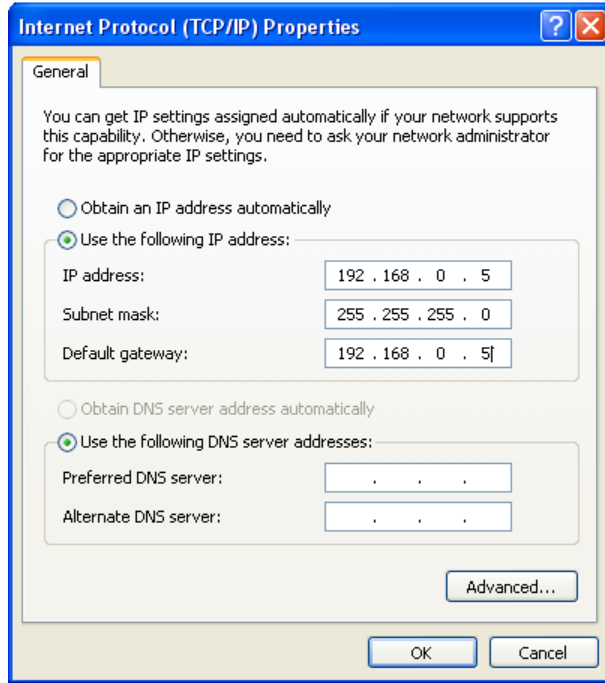 Internet Protocol (TCP/IP) Properties
General
You can get IP settings assigned automatically if your network supports
this capability. Otherwise, you need to ask your network administrator
for the appropriate IP settings.
Obtain an IP address automatically
Use the following IP address:
IP address: 192 . 168 . 0 . 5
Subnet mask: 255 . 255 . 255 . 0
Default gateway: 192 . 168 . 0 . 5
Obtain DNS server address automatically
Use the following DNS server addresses:
Preferred DNS server: . . .
Alternate DNS server: . . .
Advanced...
OK Cancel